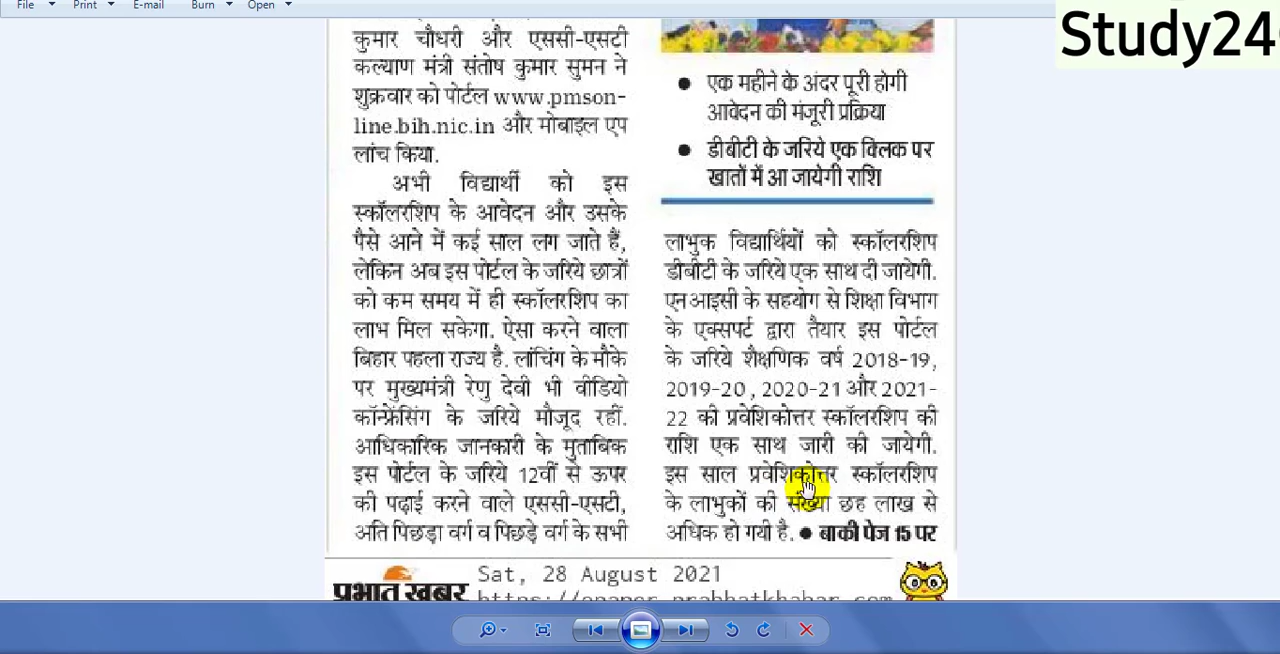 File Print E-mail Burn Open
Study24
कुमार चौधरी और एससी-एसटी
कल्याण मंत्री संतोष कुमार सुमन ने
शुक्रवार को पोर्टल www.pmson-
line.bih.nic.in और मोबाइल एप
लांच किया.
अभी विद्यार्थी को इस
स्कॉलरशिप के आवेदन और उसके
पैसे आने में कई साल लग जाते हैं,
लेकिन अब इस पोर्टल के जरिये छात्रों
को कम समय में ही स्कॉलरशिप का
लाभ मिल सकेगा. ऐसा करने वाला
बिहार पहला राज्य है. लांचिंग के मौके
पर मुख्यमंत्री रेणु देवी भी वीडियो
कॉन्फ्रेंसिंग के जरिये मौजूद रहीं.
आधिकारिक जानकारी के मुताबिक
इस पोर्टल के जरिये 12वीं से ऊपर
की पढ़ाई करने वाले एससी-एसटी,
अति पिछड़ा वर्ग व पिछड़े वर्ग के सभी
● एक महीने के अंदर पूरी होगी
आवेदन की मंजूरी प्रक्रिया
● डीबीटी के जरिये एक क्लिक पर
खातों में आ जायेगी राशि
लाभुक विद्यार्थियों को स्कॉलरशिप
डीबीटी के जरिये एक साथ दी जायेगी.
एनआइसी के सहयोग से शिक्षा विभाग
के एक्सपर्ट द्वारा तैयार इस पोर्टल
के जरिये शैक्षणिक वर्ष 2018-19,
2019-20, 2020-21 और 2021-
22 की प्रवेशिकोत्तर स्कॉलरशिप की
राशि एक साथ जारी की जायेगी.
इस साल प्रवेशिकोत्तर स्कॉलरशिप
के लाभुकों की संख्या छह लाख से
अधिक हो गयी है. ● बाकी पेज 15 पर
प्रभात खबर
Sat, 28 August 2021
https://epaper.prabhatkhabar.com